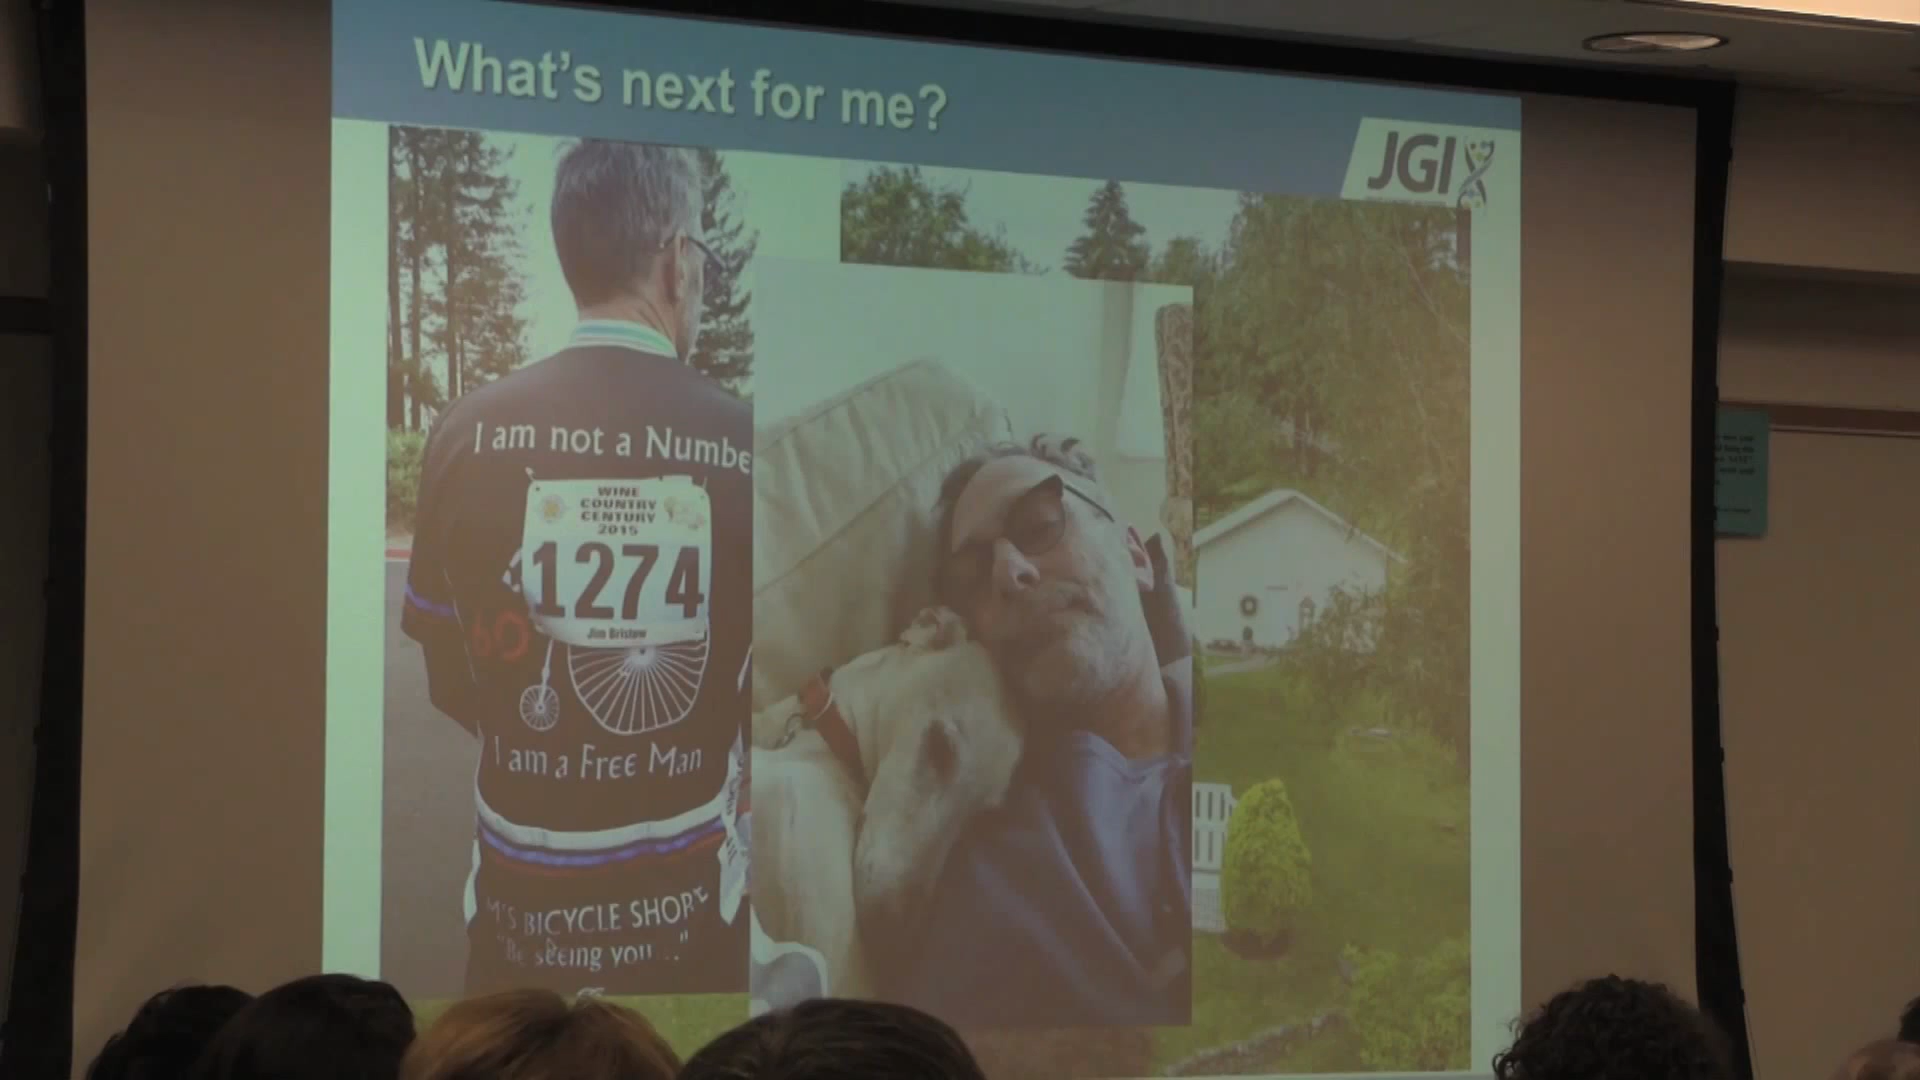 What's next for me?
JGI
I am not a Numbe
WINE
COUNTRY
CENTURY
2015
1274
Jim Bristow
60
I am a Free Man
M'S BICYCLE SHOP
"Be seeing you..."